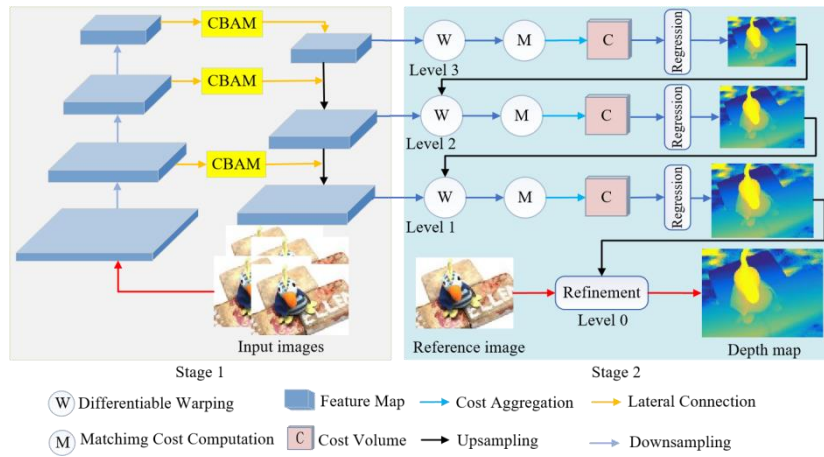 CBAM
CBAM
CBAM
Input images
Stage 1
W
M
C
Regression
Level 3
W
M
C
Regression
Level 2
W
M
C
Regression
Level 1
Reference image
Refinement
Level 0
Depth map
Stage 2
W Differentiable Warping
Feature Map
Cost Aggregation
Lateral Connection
M Matchimg Cost Computation
C Cost Volume
Upsampling
Downsampling